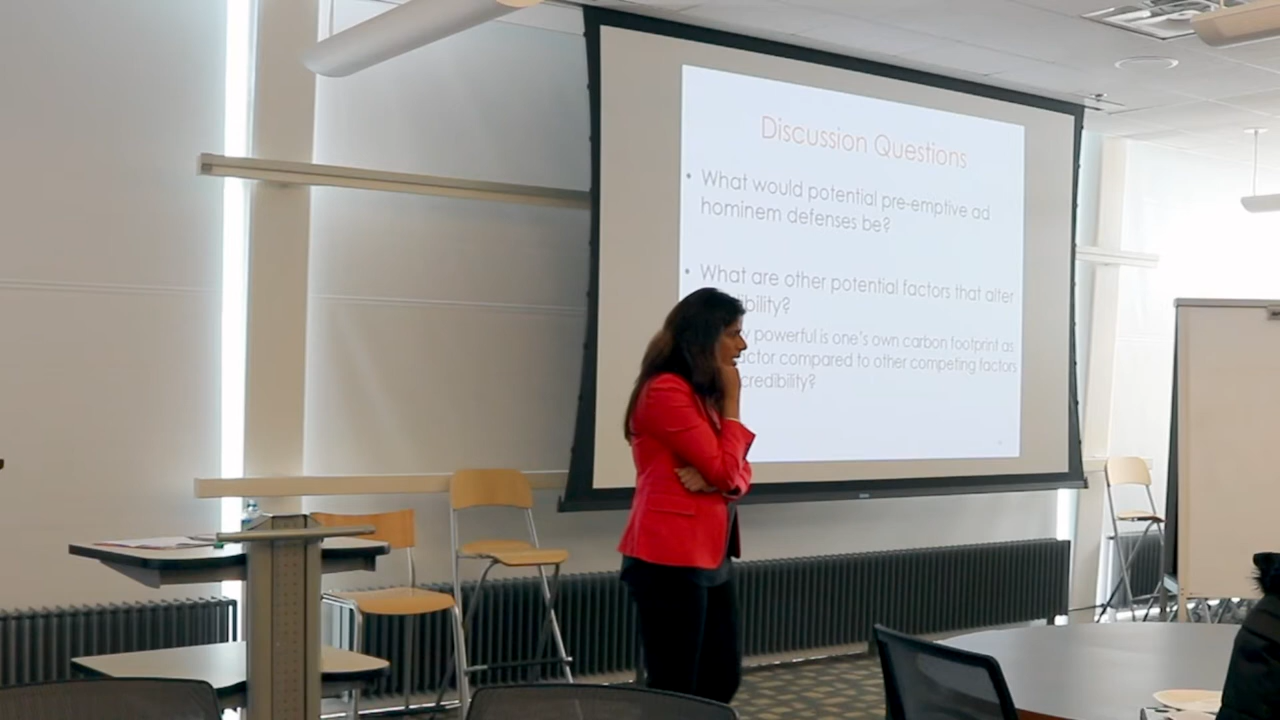 Discussion Questions
• What would potential pre-emptive ad
hominem defenses be?
• What are other potential factors that alter
ibility?
powerful is one's own carbon footprint as
actor compared to other competing factors
credibility?